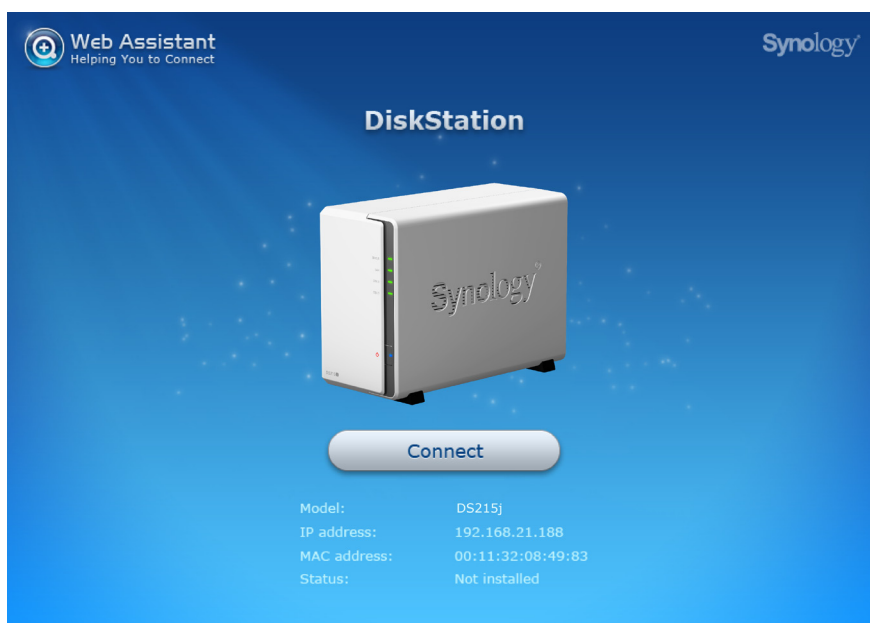 Web Assistant
Helping You to Connect
Synology
DiskStation
Synology
Connect
Model: DS215j
IP address: 192.168.21.188
MAC address: 00:11:32:08:49:83
Status: Not installed